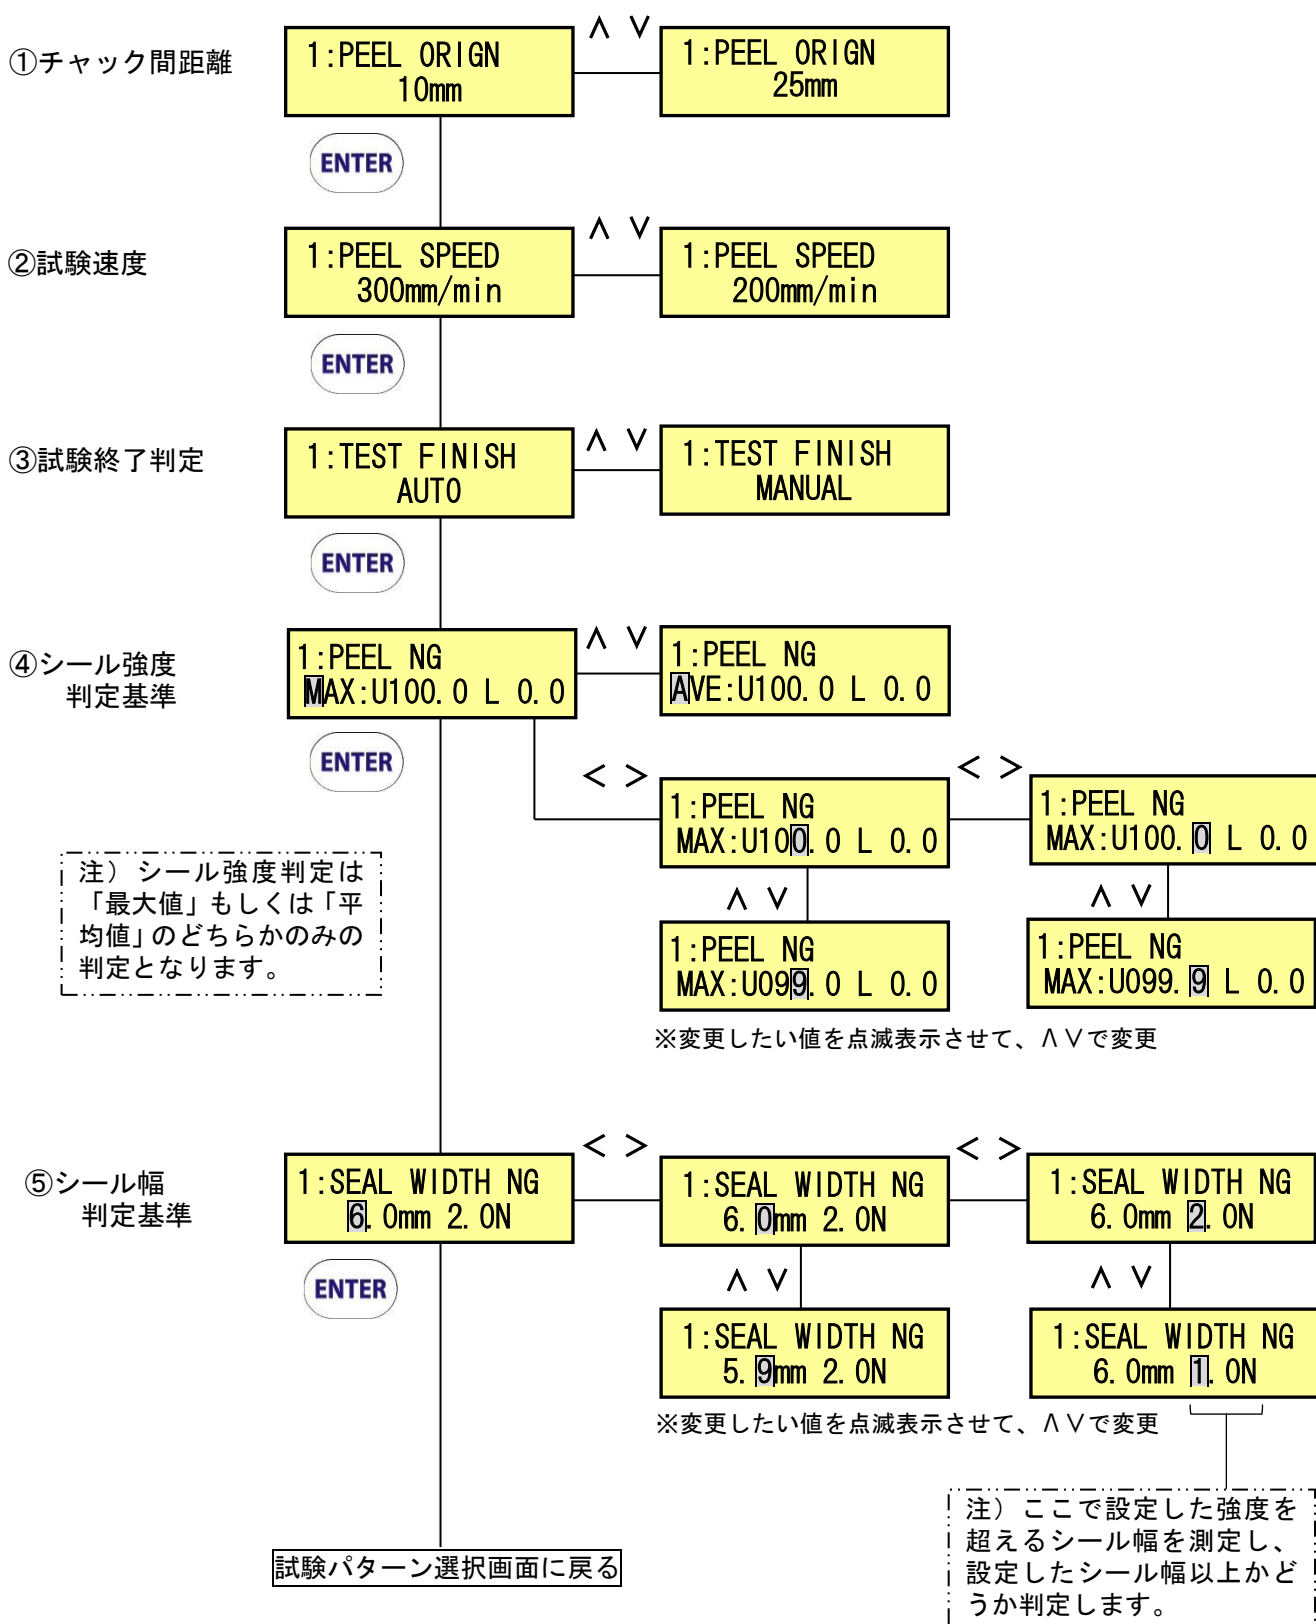 ①チャック間距離
1:PEEL ORIGN
10mm
∧ ∨
1:PEEL ORIGN
25mm
ENTER
②試験速度
1:PEEL SPEED
300mm/min
∧ ∨
1:PEEL SPEED
200mm/min
ENTER
③試験終了判定
1:TEST FINISH
AUTO
∧ ∨
1:TEST FINISH
MANUAL
ENTER
④シール強度
判定基準
1:PEEL NG
MAX:U100.0 L 0.0
∧ ∨
1:PEEL NG
AVE:U100.0 L 0.0
ENTER
< >
1:PEEL NG
MAX:U100.0 L 0.0
< >
1:PEEL NG
MAX:U100.0 L 0.0
∧ ∨
1:PEEL NG
MAX:U099.0 L 0.0
∧ ∨
1:PEEL NG
MAX:U099.9 L 0.0
注）シール強度判定は
「最大値」もしくは「平
均値」のどちらかのみの
判定となります。
※変更したい値を点滅表示させて、∧∨で変更
⑤シール幅
判定基準
1:SEAL WIDTH NG
6.0mm 2.0N
< >
1:SEAL WIDTH NG
6.0mm 2.0N
< >
1:SEAL WIDTH NG
6.0mm 2.0N
ENTER
∧ ∨
1:SEAL WIDTH NG
5.9mm 2.0N
∧ ∨
1:SEAL WIDTH NG
6.0mm 1.0N
※変更したい値を点滅表示させて、∧∨で変更
注）ここで設定した強度を
超えるシール幅を測定し、
設定したシール幅以上かど
うか判定します。
試験パターン選択画面に戻る